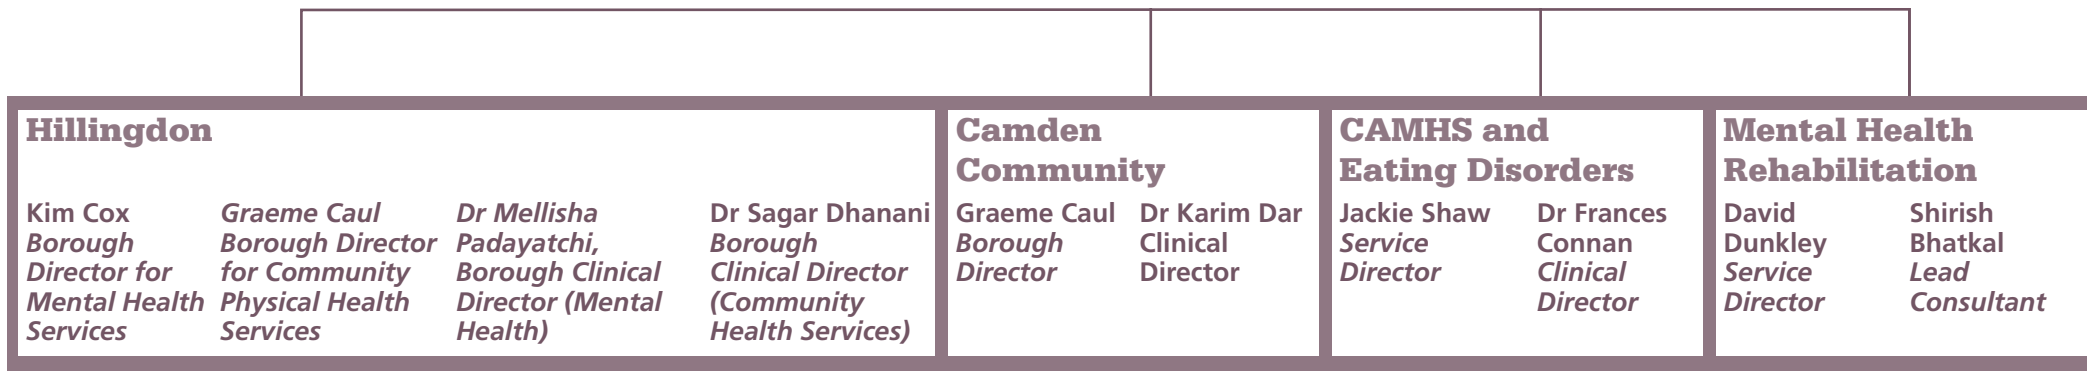 Hillingdon
Kim Cox
Borough
Director for
Mental Health
Services
Graeme Caul
Borough Director
for Community
Physical Health
Services
Dr Mellisha
Padayatchi,
Borough Clinical
Director (Mental
Health)
Dr Sagar Dhanani
Borough
Clinical Director
(Community
Health Services)
Camden
Community
Graeme Caul
Borough
Director
Dr Karim Dar
Clinical
Director
CAMHS and
Eating Disorders
Jackie Shaw
Service
Director
Dr Frances
Connan
Clinical
Director
Mental Health
Rehabilitation
David
Dunkley
Service
Director
Shirish
Bhatkal
Lead
Consultant